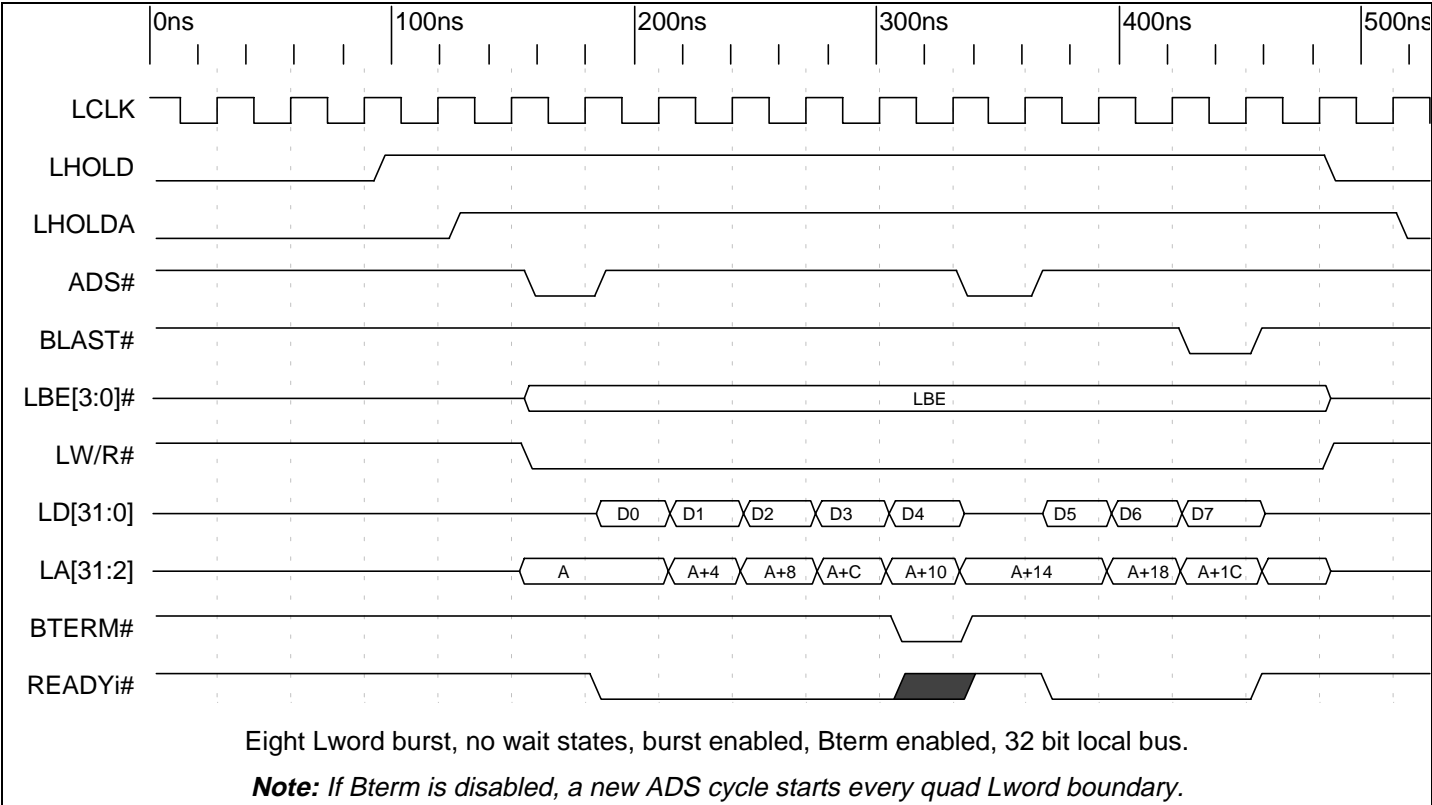 0ns 100ns 200ns 300ns 400ns 500ns
LCLK
LHOLD
LHOLDA
ADS#
BLAST#
LBE[3:0]# LBE
LW/R#
LD[31:0] D0 D1 D2 D3 D4 D5 D6 D7
LA[31:2] A A+4 A+8 A+C A+10 A+14 A+18 A+1C
BTERM#
READYi#
Eight Lword burst, no wait states, burst enabled, Bterm enabled, 32 bit local bus.
Note: If Bterm is disabled, a new ADS cycle starts every quad Lword boundary.